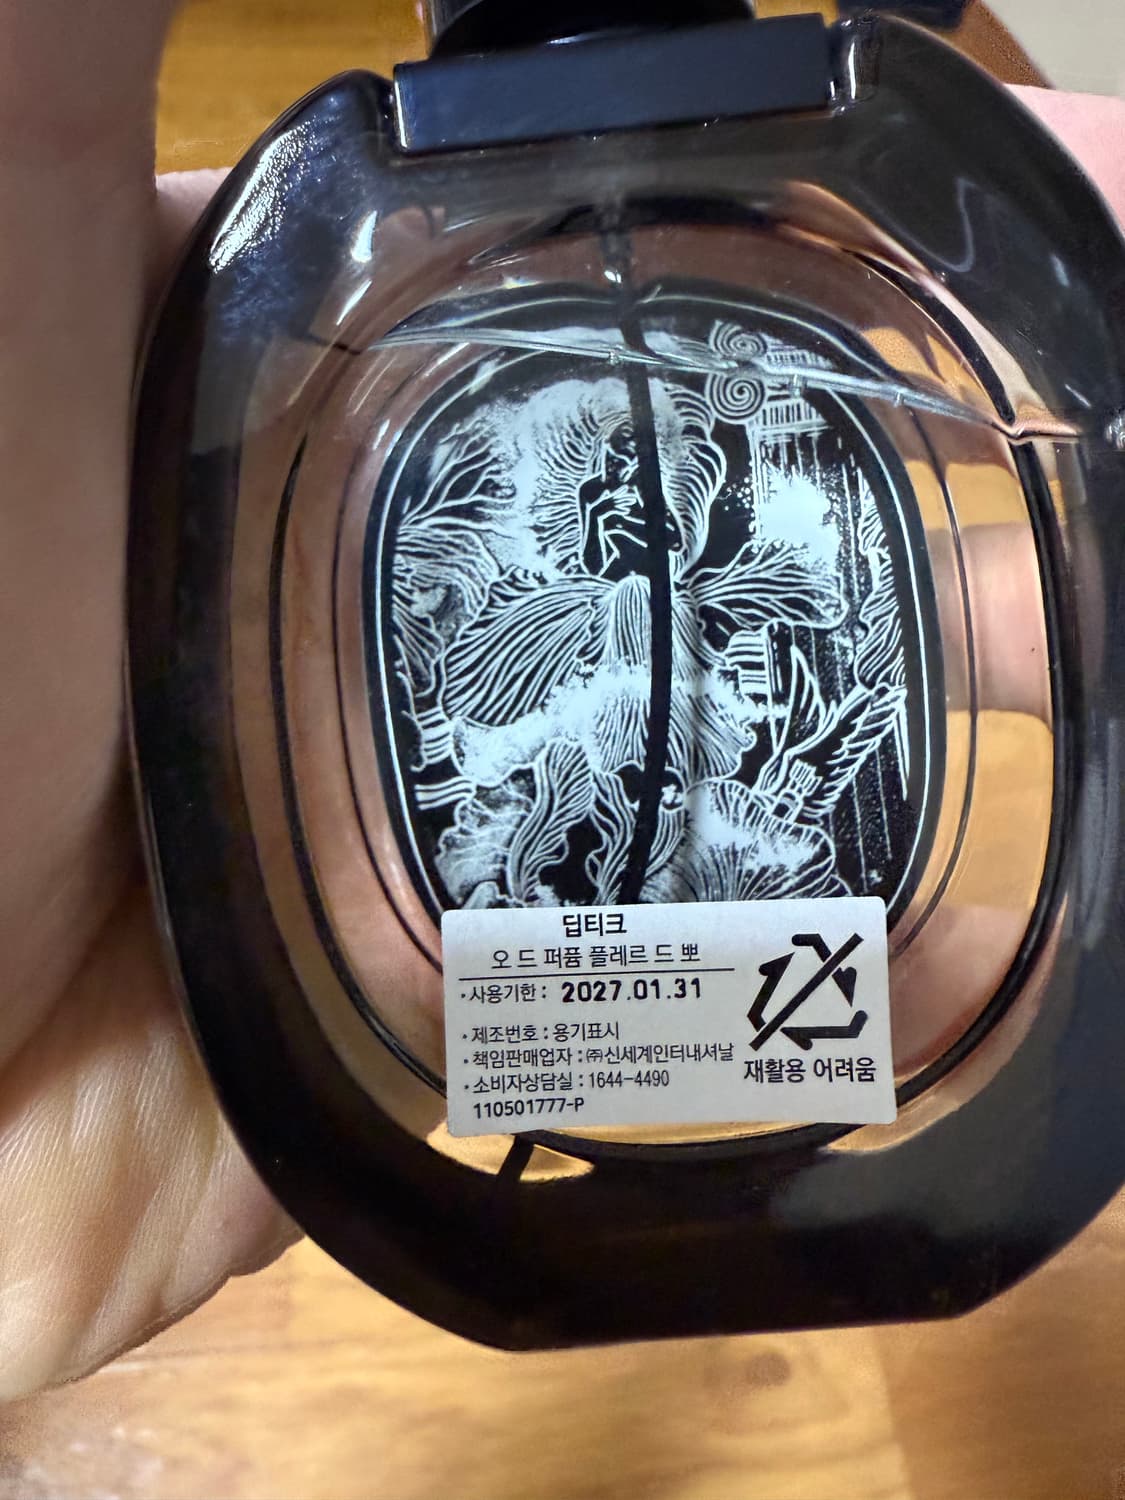 딥티크
오 드 퍼퓸 플레르 드 뽀
·사용기한 : 2027.01.31
·제조번호 : 용기표시
·책임판매업자 : ㈜신세계인터내셔날
·소비자상담실 : 1644-4490
110501777-P
재활용 어려움